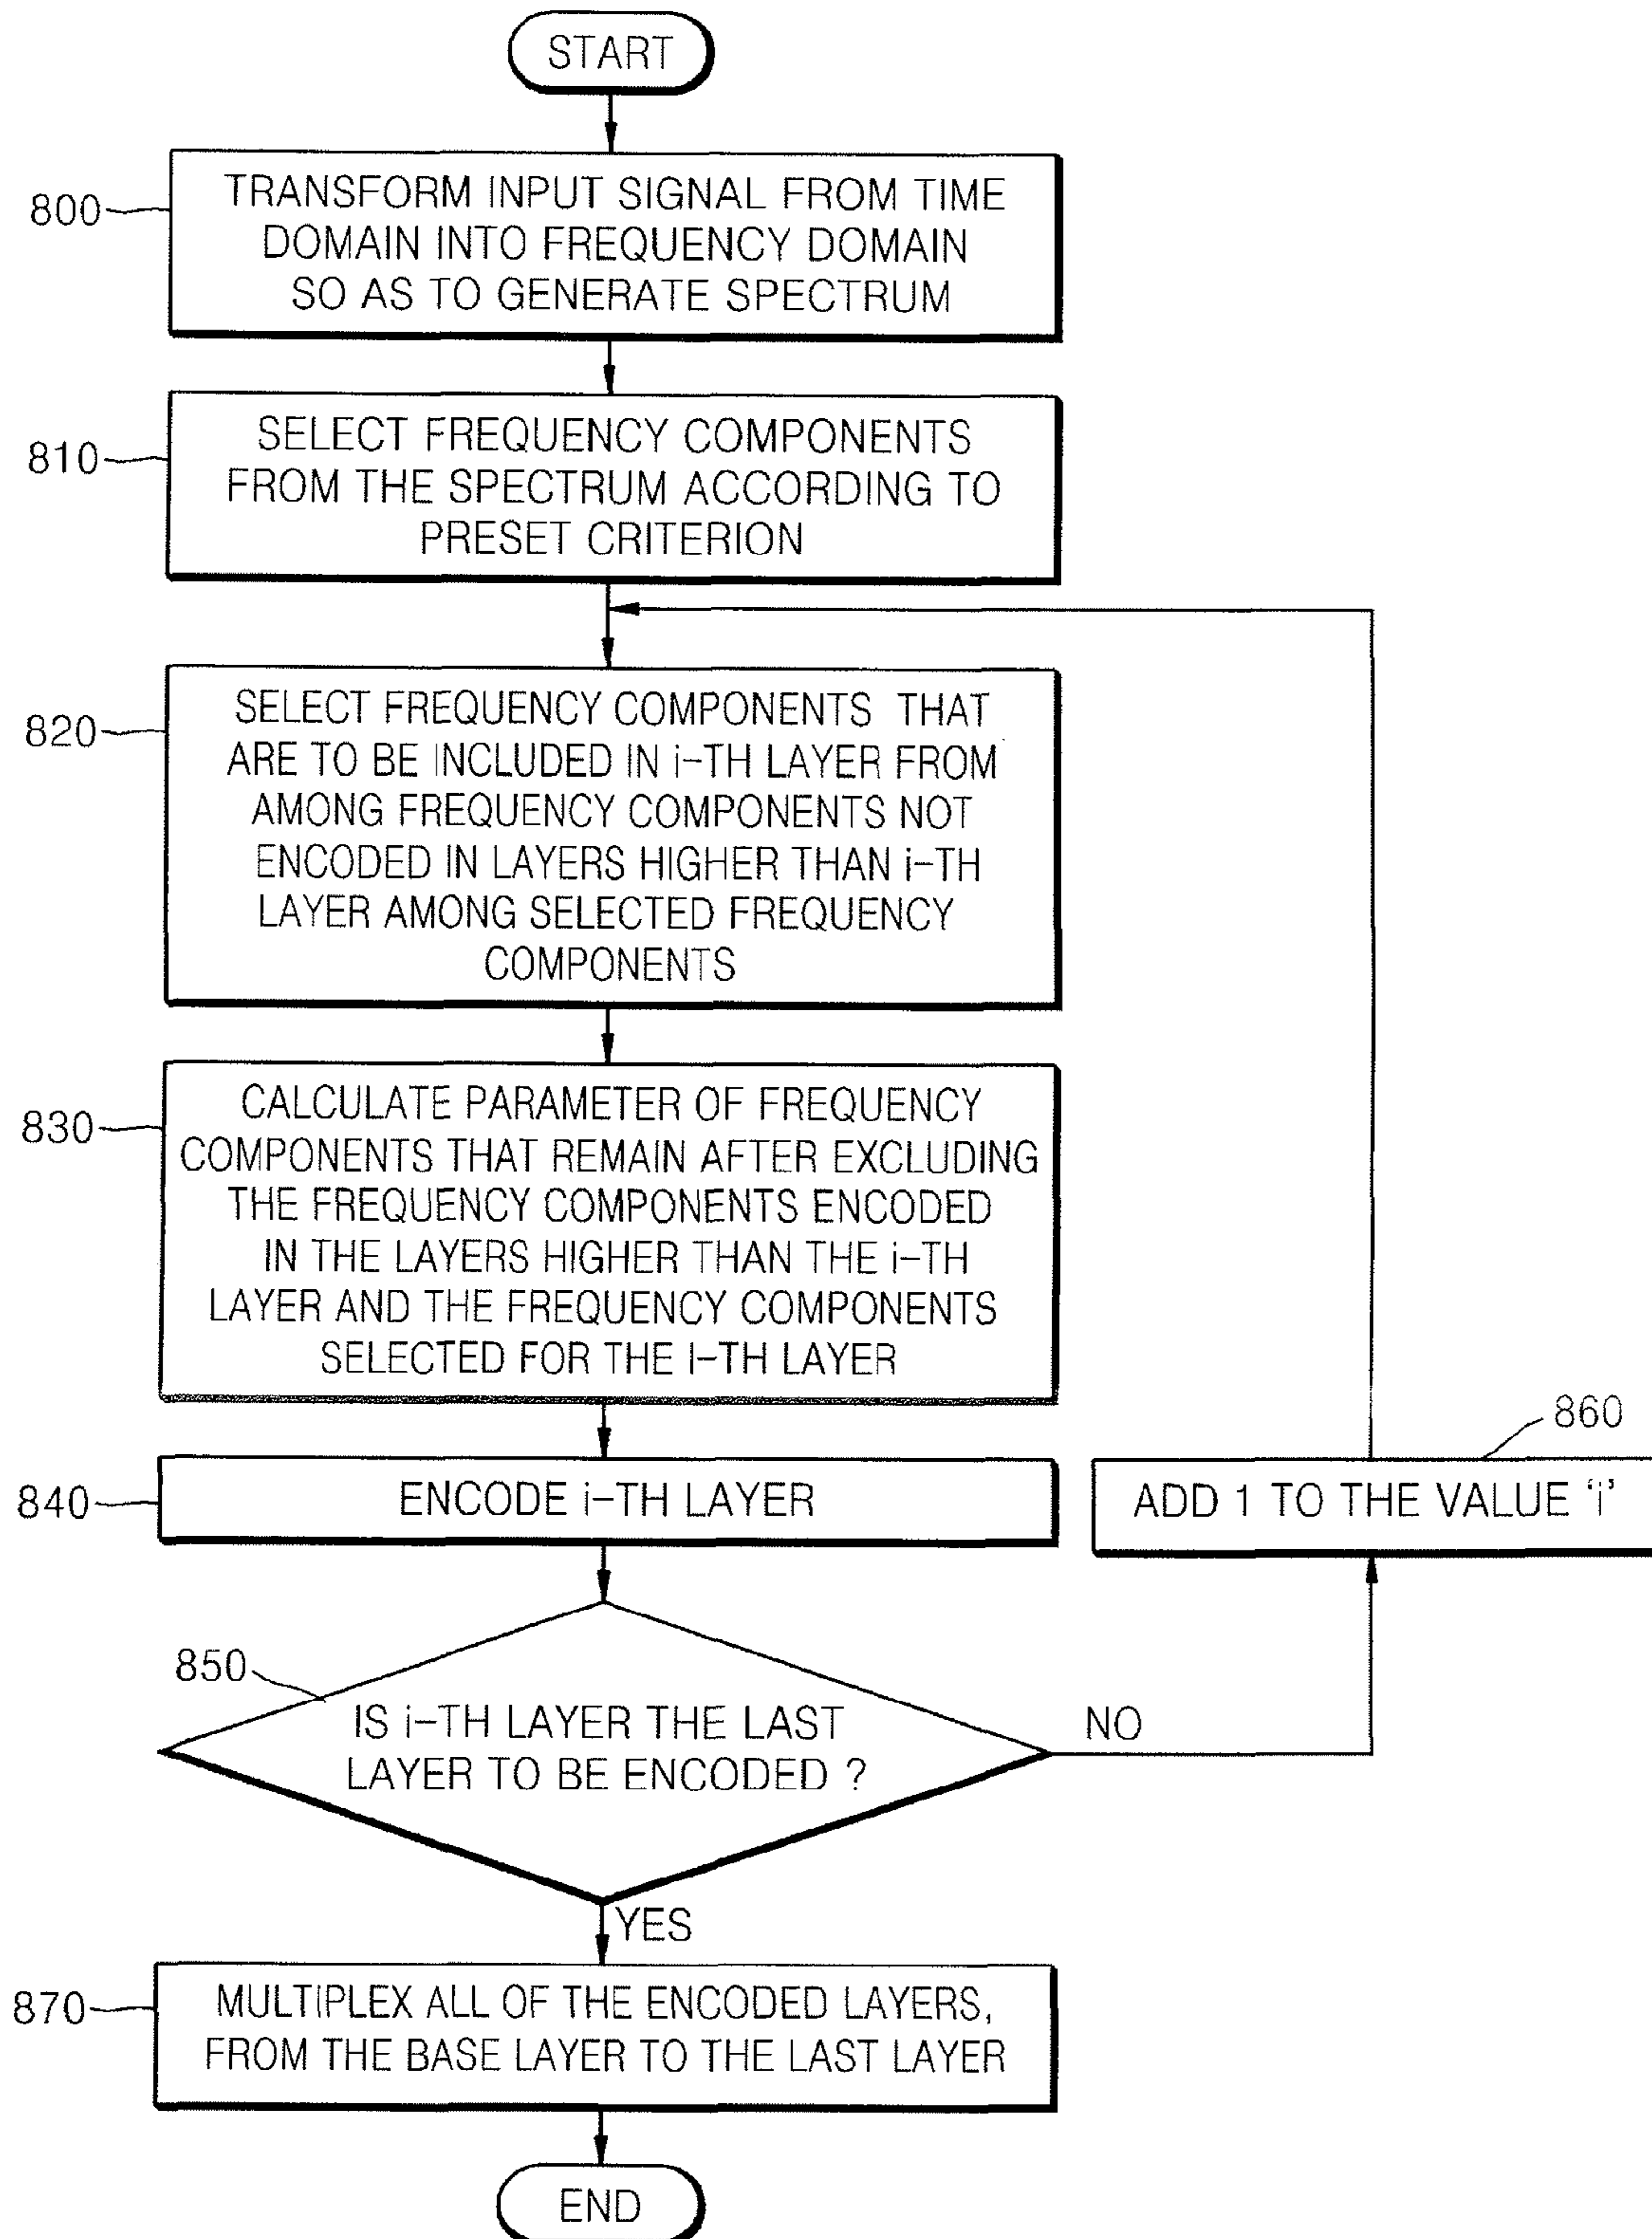 START
800
TRANSFORM INPUT SIGNAL FROM TIME
DOMAIN INTO FREQUENCY DOMAIN
SO AS TO GENERATE SPECTRUM
810
SELECT FREQUENCY COMPONENTS
FROM THE SPECTRUM ACCORDING TO
PRESET CRITERION
820
SELECT FREQUENCY COMPONENTS THAT
ARE TO BE INCLUDED IN i-TH LAYER FROM
AMONG FREQUENCY COMPONENTS NOT
ENCODED IN LAYERS HIGHER THAN i-TH
LAYER AMONG SELECTED FREQUENCY
COMPONENTS
830
CALCULATE PARAMETER OF FREQUENCY
COMPONENTS THAT REMAIN AFTER EXCLUDING
THE FREQUENCY COMPONENTS ENCODED
IN THE LAYERS HIGHER THAN THE i-TH
LAYER AND THE FREQUENCY COMPONENTS
SELECTED FOR THE I-TH LAYER
840
ENCODE i-TH LAYER
860
ADD 1 TO THE VALUE ‘i’
850
IS i-TH LAYER THE LAST
LAYER TO BE ENCODED ?
NO
YES
870
MULTIPLEX ALL OF THE ENCODED LAYERS,
FROM THE BASE LAYER TO THE LAST LAYER
END